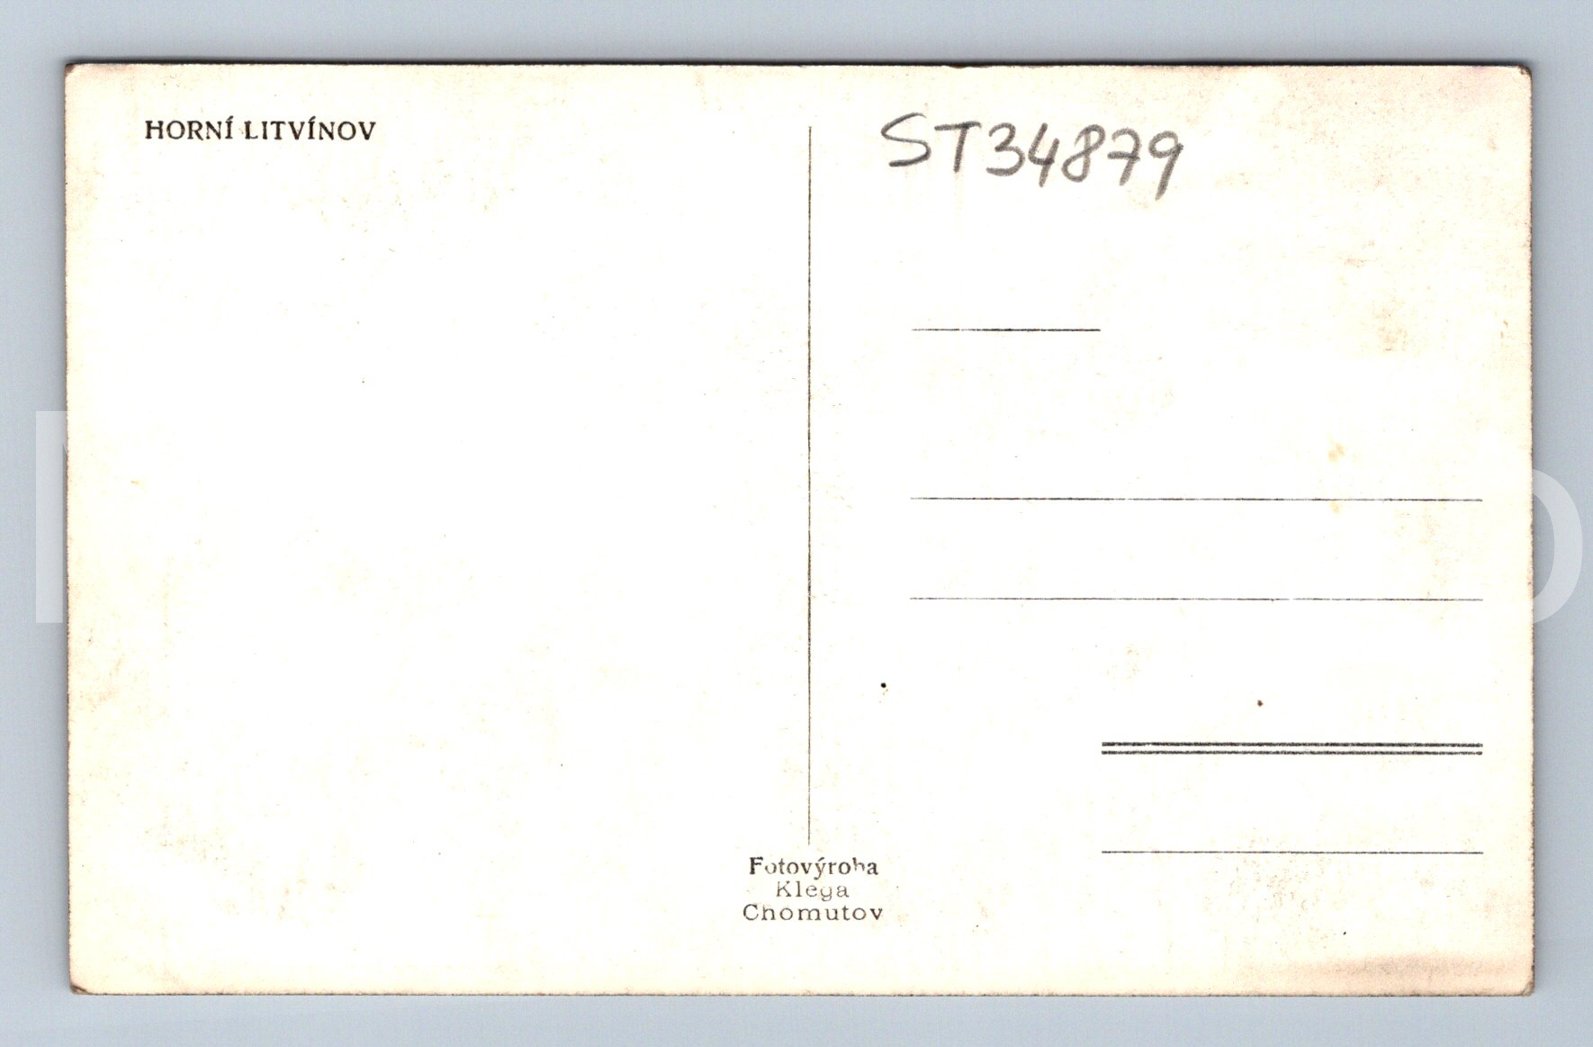 HORNÍ LITVÍNOV
ST34879
Fotovýroba
Klega
Chomutov